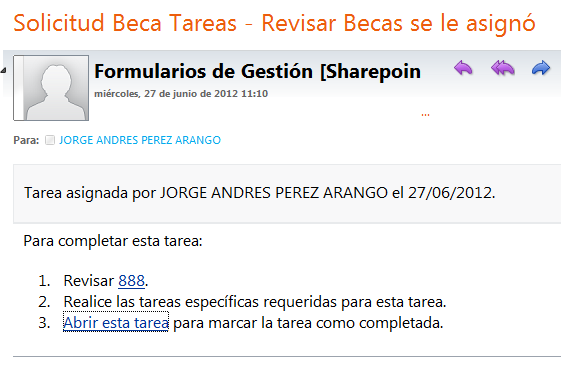 Solicitud Beca Tareas - Revisar Becas se le asignó
Formularios de Gestión [Sharepoin
miércoles, 27 de junio de 2012 11:10
...
Para: JORGE ANDRES PEREZ ARANGO
Tarea asignada por JORGE ANDRES PEREZ ARANGO el 27/06/2012.
Para completar esta tarea:
1. Revisar 888.
2. Realice las tareas específicas requeridas para esta tarea.
3. Abrir esta tarea para marcar la tarea como completada.